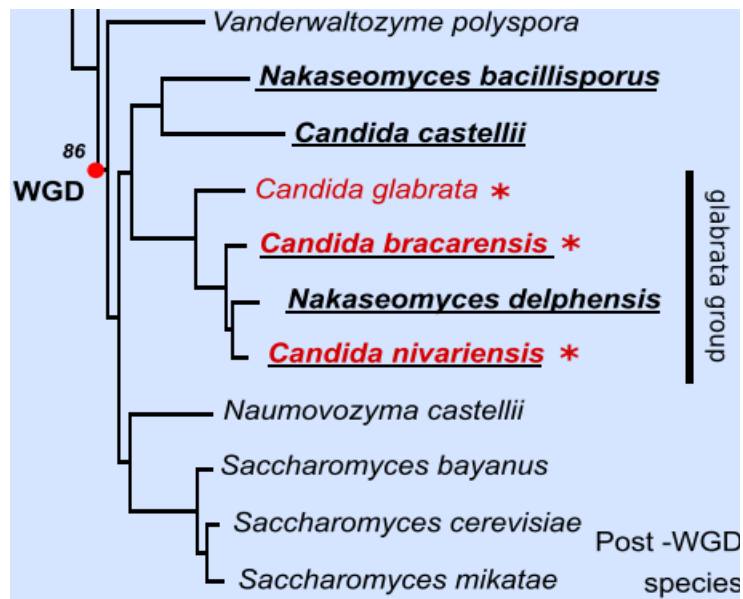 Vanderwaltozyme polyspora
Nakaseomyces bacillisporus
Candida castellii
86
WGD
Candida glabrata *
Candida bracarensis *
Nakaseomyces delphensis
Candida nivariensis *
glabrata group
Naumovozyma castellii
Saccharomyces bayanus
Saccharomyces cerevisiae
Saccharomyces mikatae
Post -WGD
species